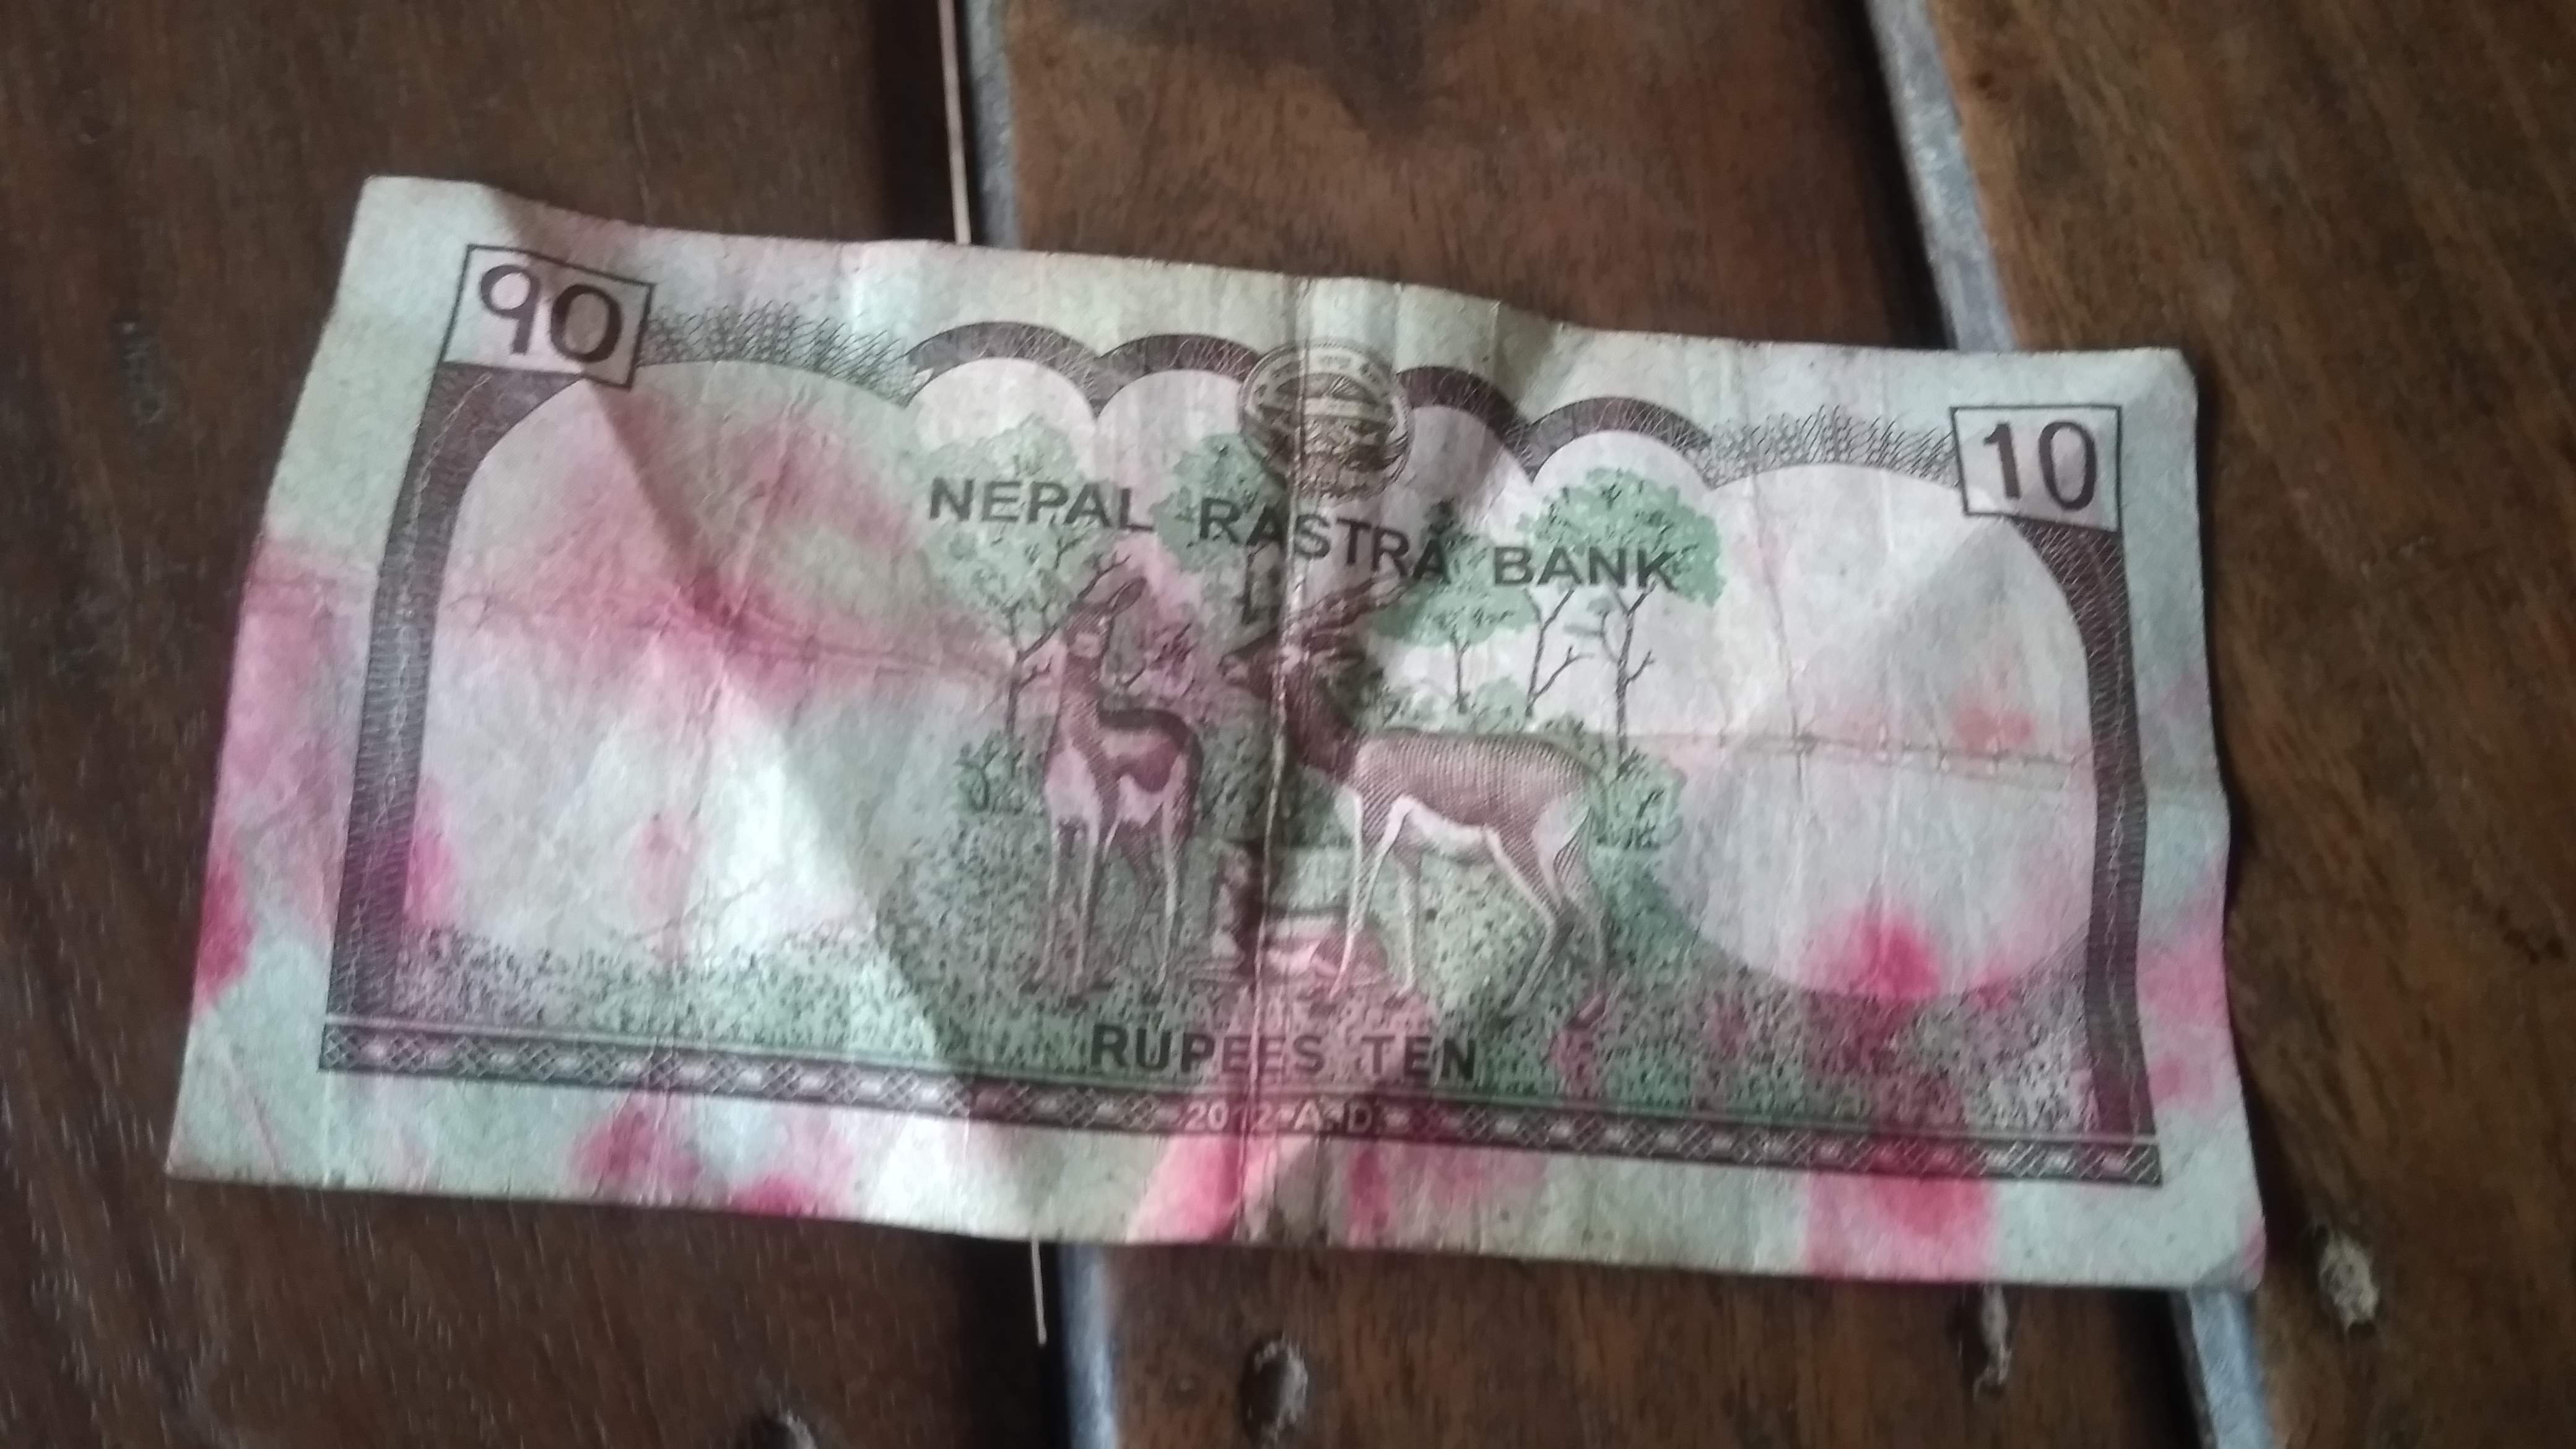 १०
10
NEPAL RASTRA BANK
RUPEES TEN
2012 A.D.